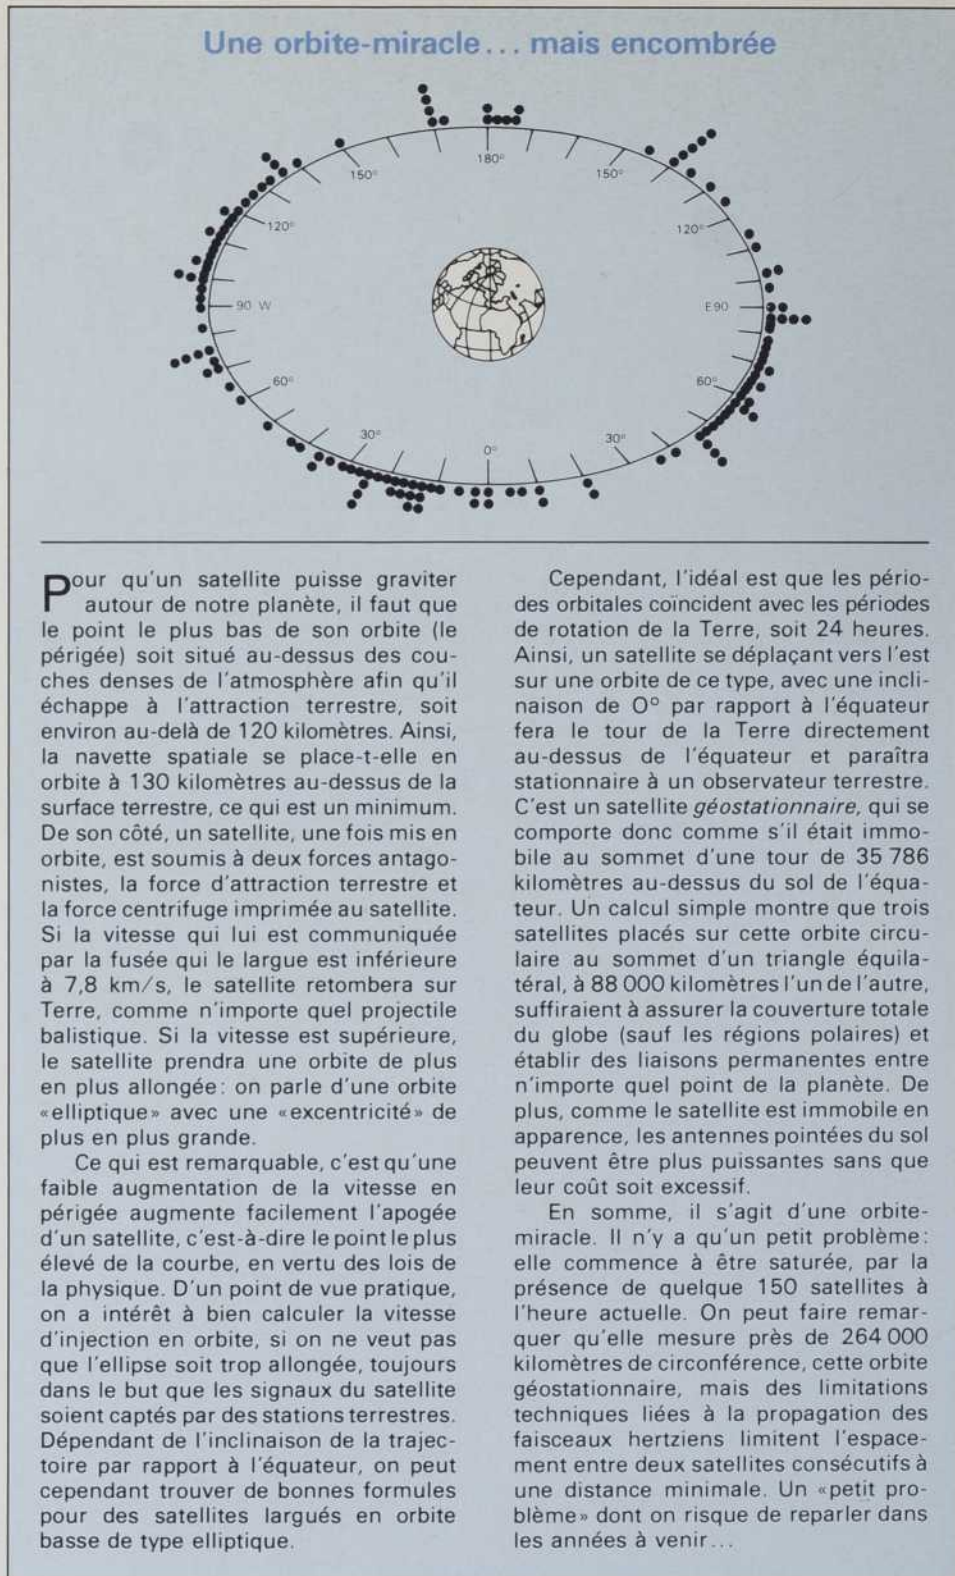 Une orbite-miracle... mais encombrée
180°
150°
150°
120°
120°
90 W
E90
60°
60°
30°
30°
0°
Pour qu'un satellite puisse graviter
autour de notre planète, il faut que
le point le plus bas de son orbite (le
périgée) soit situé au-dessus des cou-
ches denses de l'atmosphère afin qu'il
échappe à l'attraction terrestre, soit
environ au-delà de 120 kilomètres. Ainsi,
la navette spatiale se place-t-elle en
orbite à 130 kilomètres au-dessus de la
surface terrestre, ce qui est un minimum.
De son côté, un satellite, une fois mis en
orbite, est soumis à deux forces antago-
nistes, la force d'attraction terrestre et
la force centrifuge imprimée au satellite.
Si la vitesse qui lui est communiquée
par la fusée qui le largue est inférieure
à 7,8 km/s, le satellite retombera sur
Terre, comme n'importe quel projectile
balistique. Si la vitesse est supérieure,
le satellite prendra une orbite de plus
en plus allongée: on parle d'une orbite
«elliptique» avec une «excentricité» de
plus en plus grande.
Ce qui est remarquable, c'est qu'une
faible augmentation de la vitesse en
périgée augmente facilement l'apogée
d'un satellite, c'est-à-dire le point le plus
élevé de la courbe, en vertu des lois de
la physique. D'un point de vue pratique,
on a intérêt à bien calculer la vitesse
d'injection en orbite, si on ne veut pas
que l'ellipse soit trop allongée, toujours
dans le but que les signaux du satellite
soient captés par des stations terrestres.
Dépendant de l'inclinaison de la trajec-
toire par rapport à l'équateur, on peut
cependant trouver de bonnes formules
pour des satellites largués en orbite
basse de type elliptique.
Cependant, l'idéal est que les pério-
des orbitales coïncident avec les périodes
de rotation de la Terre, soit 24 heures.
Ainsi, un satellite se déplaçant vers l'est
sur une orbite de ce type, avec une incli-
naison de 0° par rapport à l'équateur
fera le tour de la Terre directement
au-dessus de l'équateur et paraîtra
stationnaire à un observateur terrestre.
C'est un satellite géostationnaire, qui se
comporte donc comme s'il était immo-
bile au sommet d'une tour de 35 786
kilomètres au-dessus du sol de l'équa-
teur. Un calcul simple montre que trois
satellites placés sur cette orbite circu-
laire au sommet d'un triangle équila-
téral, à 88 000 kilomètres l'un de l'autre,
suffiraient à assurer la couverture totale
du globe (sauf les régions polaires) et
établir des liaisons permanentes entre
n'importe quel point de la planète. De
plus, comme le satellite est immobile en
apparence, les antennes pointées du sol
peuvent être plus puissantes sans que
leur coût soit excessif.
En somme, il s'agit d'une orbite-
miracle. Il n'y a qu'un petit problème:
elle commence à être saturée, par la
présence de quelque 150 satellites à
l'heure actuelle. On peut faire remar-
quer qu'elle mesure près de 264 000
kilomètres de circonférence, cette orbite
géostationnaire, mais des limitations
techniques liées à la propagation des
faisceaux hertziens limitent l'espace-
ment entre deux satellites consécutifs à
une distance minimale. Un «petit pro-
blème» dont on risque de reparler dans
les années à venir...